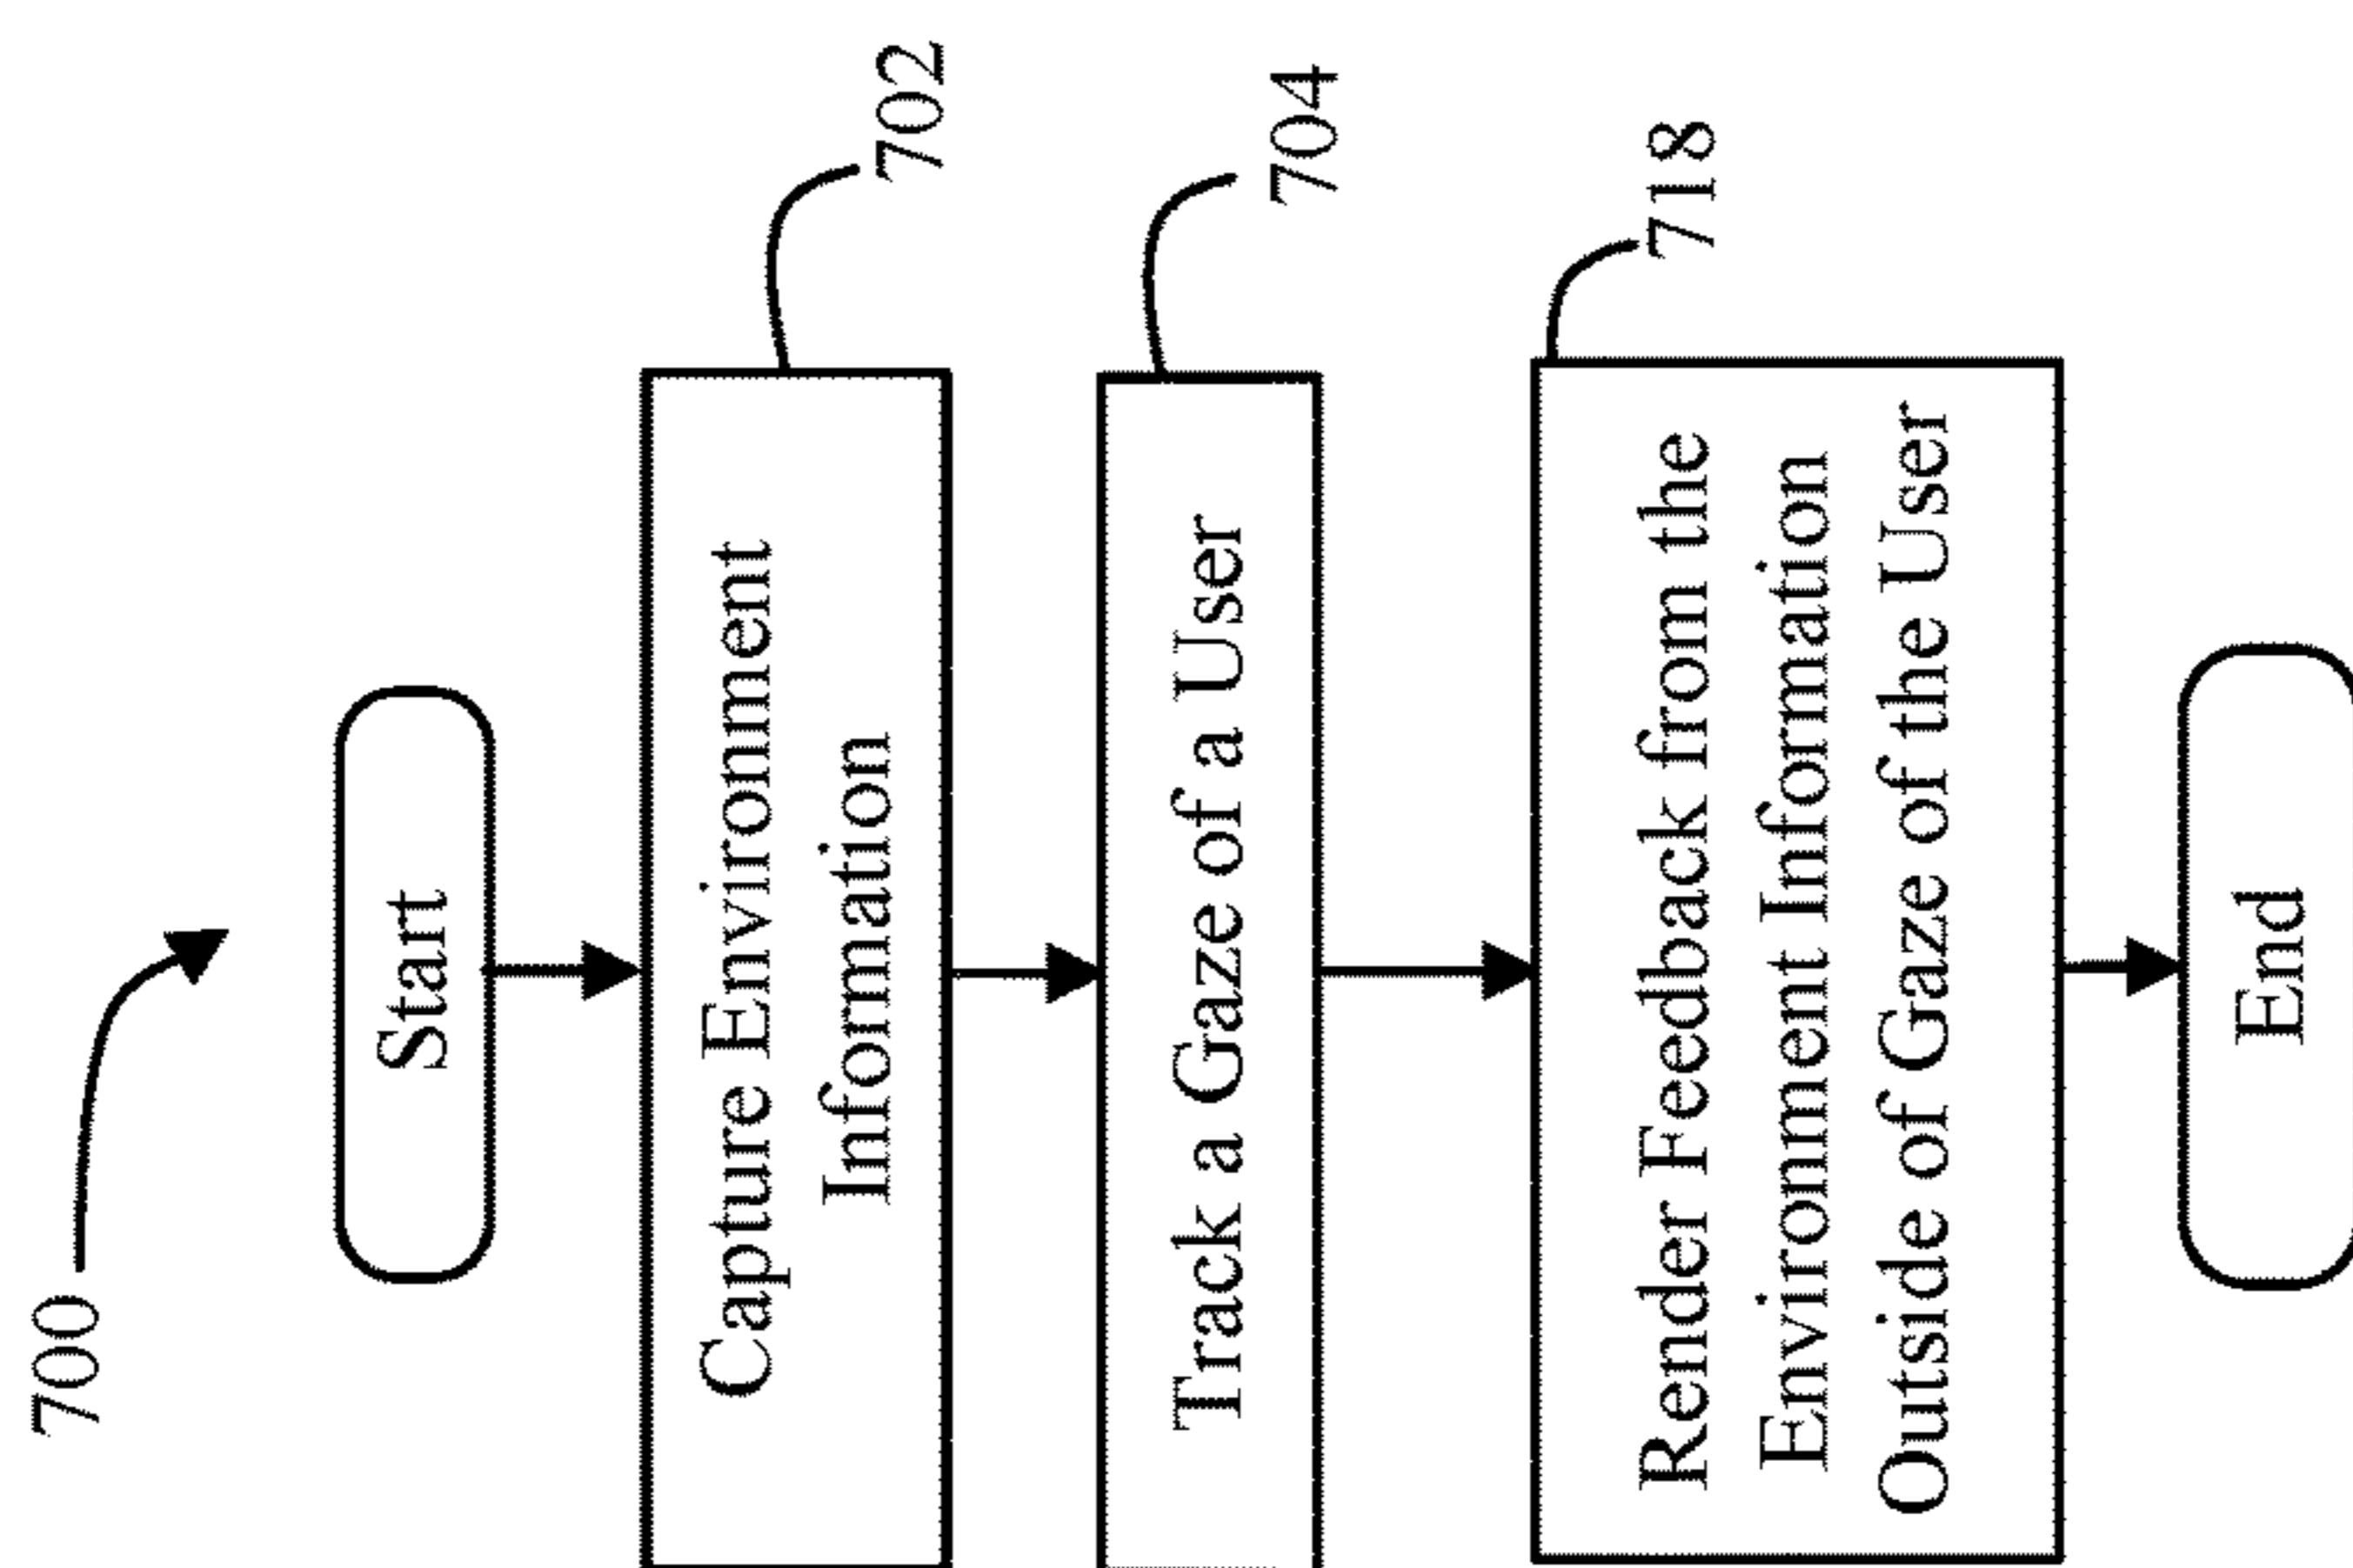 700
Start
Capture Environment
Information
702
Track a Gaze of a User
704
Render Feedback from the
Environment Information
Outside of Gaze of the User
718
End